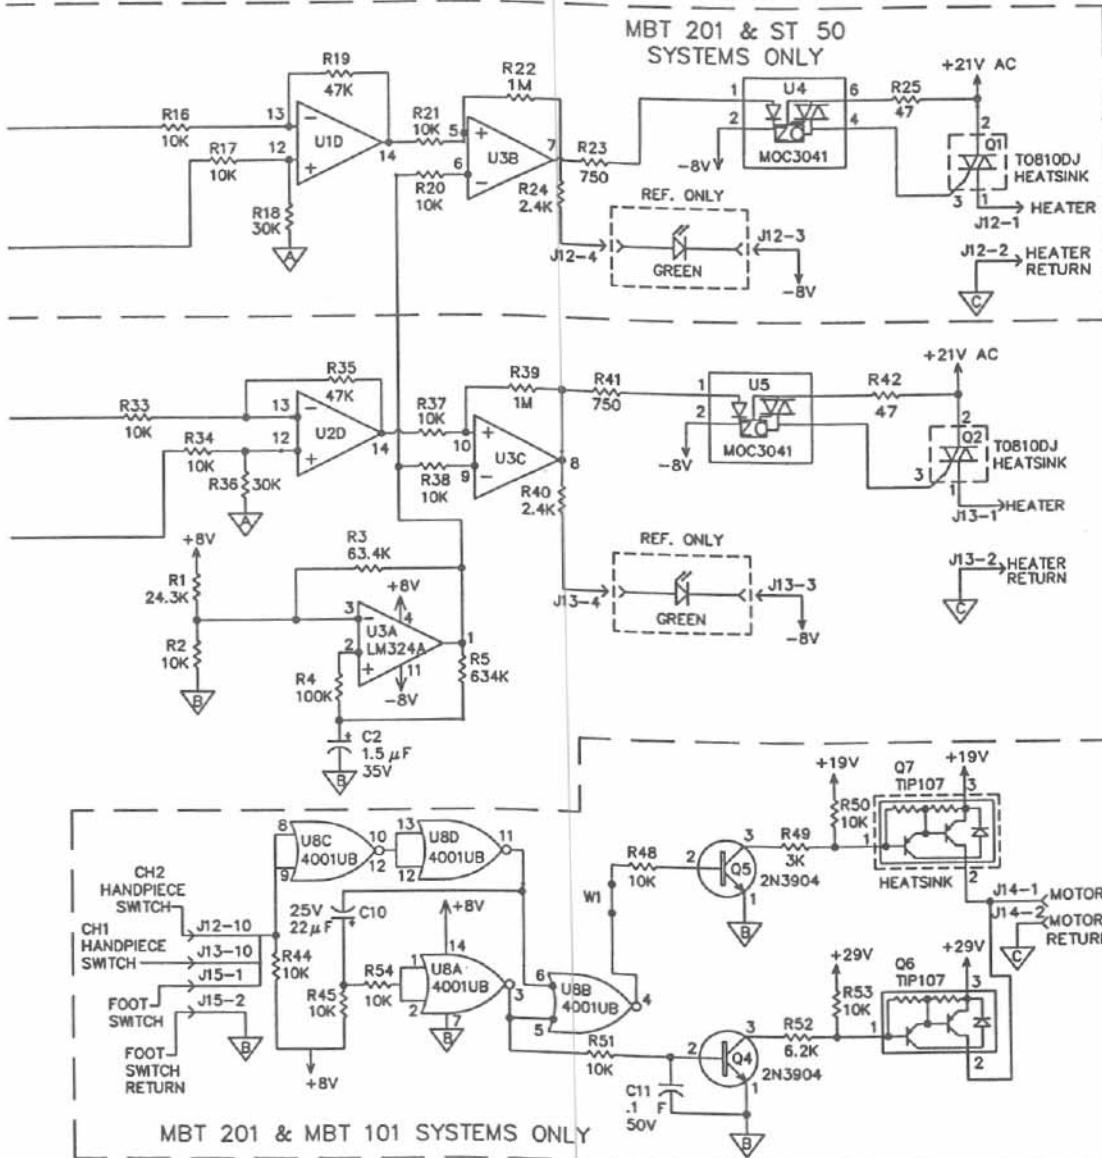 MBT 201 & ST 50
SYSTEMS ONLY
R19
47K
R16
10K
R17
10K
R18
30K
A
13
12
U1D
14
R21
10K
R20
10K
R22
1M
5
6
U3B
7
R23
750
R24
2.4K
1
2
U4
MOC3041
6
4
-8V
R25
47
+21V AC
2
Q1
3
1
TO810DJ
HEATSINK
HEATER
J12-1
J12-2
HEATER
RETURN
C
REF. ONLY
J12-4
GREEN
J12-3
-8V
R35
47K
R33
10K
R34
10K
R36
30K
A
13
12
U2D
14
R37
10K
R38
10K
R39
1M
10
9
U3C
8
R41
750
R40
2.4K
1
2
U5
MOC3041
-8V
R42
47
+21V AC
2
Q2
3
1
TO810DJ
HEATSINK
HEATER
J13-1
J13-2
HEATER
RETURN
C
REF. ONLY
J13-4
GREEN
J13-3
-8V
+8V
R1
24.3K
R2
10K
B
R3
63.4K
+8V
3
4
U3A
LM324A
2
1
11
-8V
R4
100K
R5
634K
C2
1.5 µF
35V
B
8
U8C
4001UB
9
10
12
13
U8D
4001UB
12
11
CH2
HANDPIECE
SWITCH
CH1
HANDPIECE
SWITCH
J12-10
J13-10
J15-1
J15-2
FOOT
SWITCH
FOOT
SWITCH
RETURN
B
R44
10K
25V
22µF
C10
R45
10K
+8V
R54
10K
+8V
14
1
U8A
4001UB
2
3
7
B
6
U8B
4001UB
5
4
W1
R48
10K
2
3
Q5
2N3904
1
B
R49
3K
+19V
R50
10K
1
Q7
TIP107
+19V
3
2
HEATSINK
J14-1
MOTOR
J14-2
MOTOR
RETURN
C
R51
10K
C11
.1 F
50V
2
3
Q4
2N3904
1
B
R52
6.2K
+29V
R53
10K
1
Q6
TIP107
+29V
3
2
MBT 201 & MBT 101 SYSTEMS ONLY